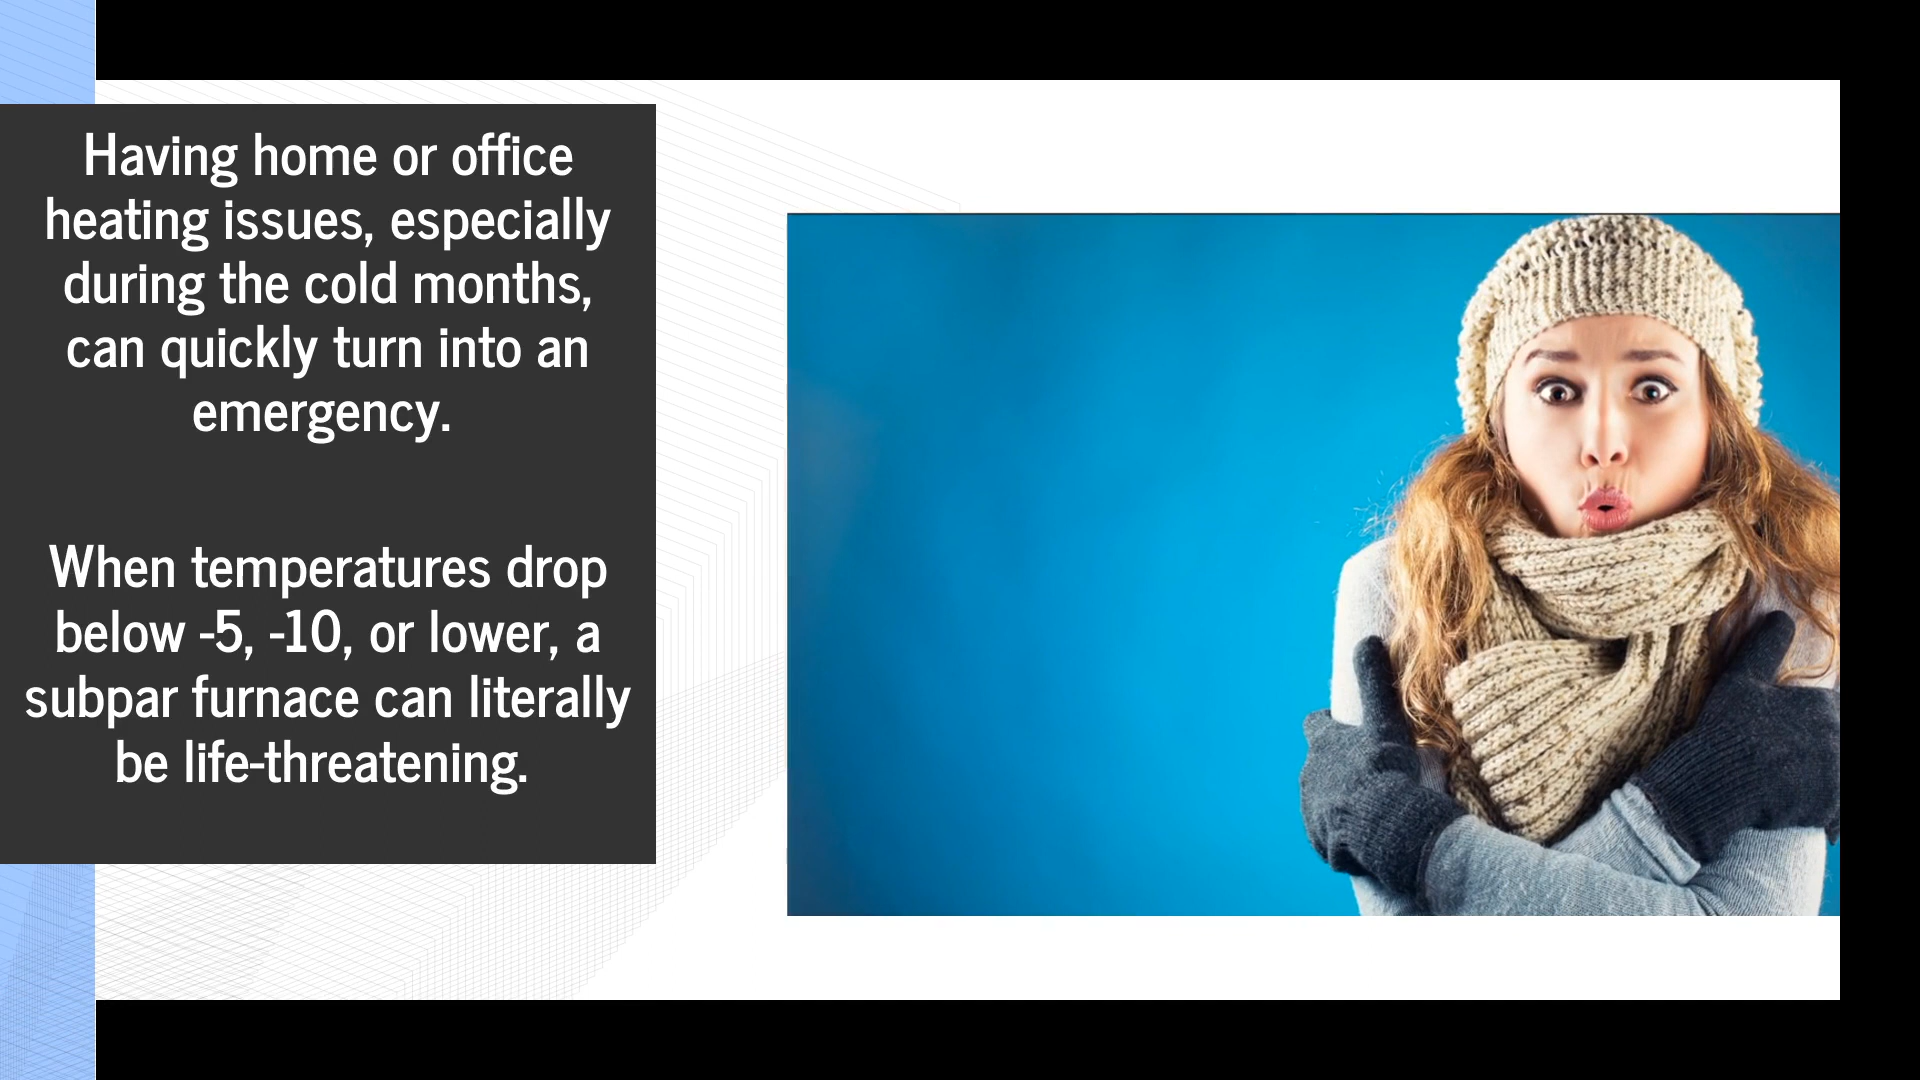 Having home or office
heating issues, especially
during the cold months,
can quickly turn into an
emergency.
When temperatures drop
below -5, -10, or lower, a
subpar furnace can literally
be life-threatening.